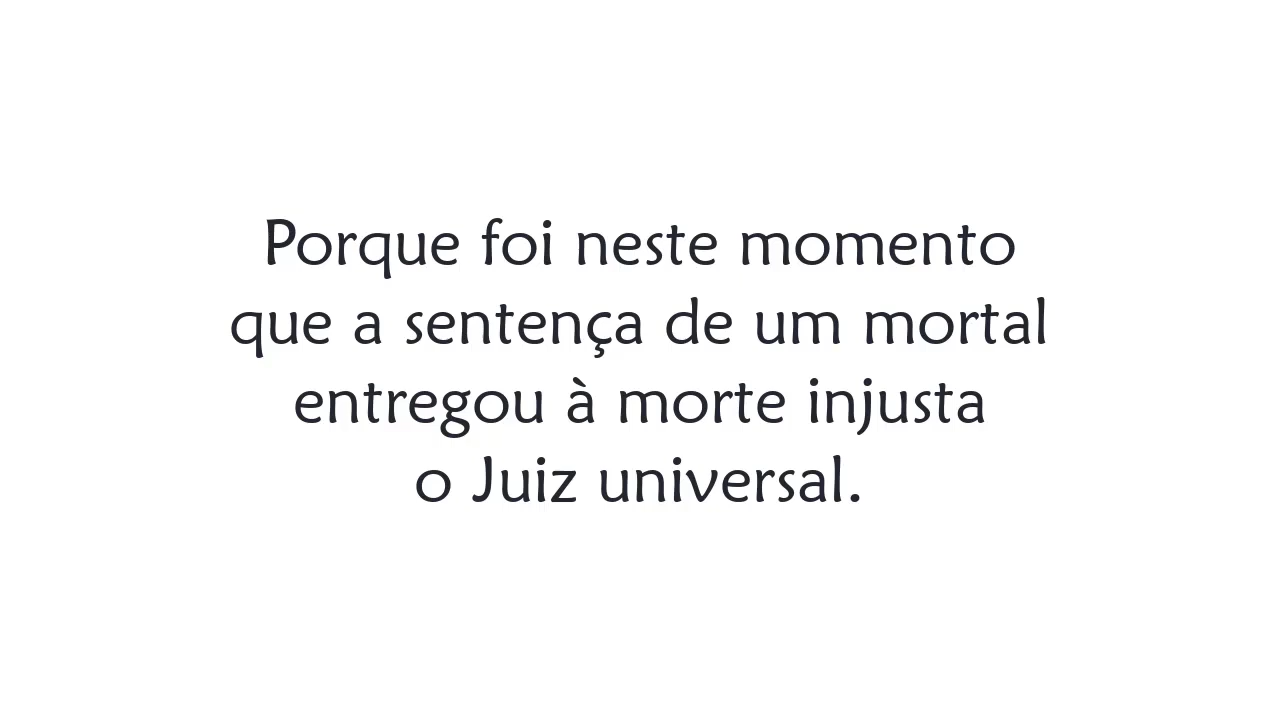 Porque foi neste momento
que a sentença de um mortal
entregou à morte injusta
o Juiz universal.